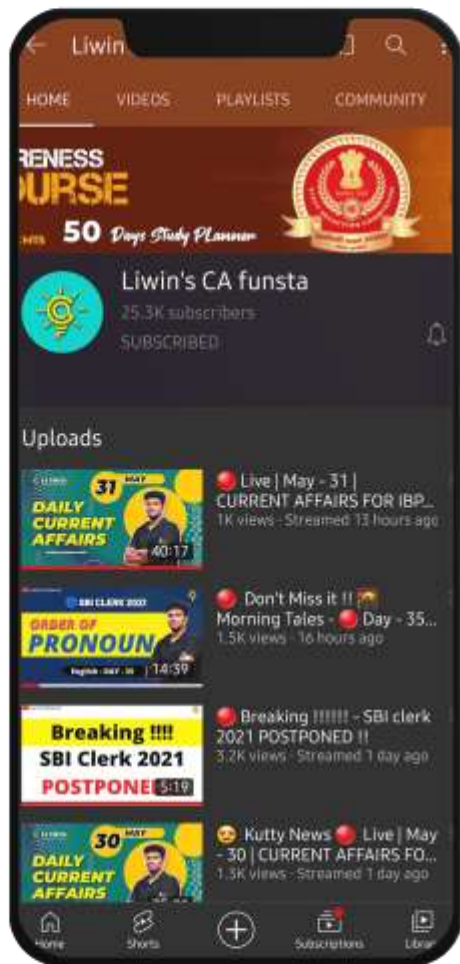 Liwin
HOME VIDEOS PLAYLISTS COMMUNITY
RENESS
URSE
50 Days Study Planner
Liwin's CA funsta
25.3K subscribers
SUBSCRIBED
Uploads
31 MAY
DAILY
CURRENT
AFFAIRS
40:17
🔴 Live | May - 31 |
CURRENT AFFAIRS FOR IBP...
1K views · Streamed 13 hours ago
SBI CLERK 2021
ORDER OF
PRONOUN
English - DAY - 35
14:39
🔴 Don't Miss it !! 🌄
Morning Tales - 🔴 Day - 35...
1.5K views · 16 hours ago
Breaking !!!!
SBI Clerk 2021
POSTPONE
5:19
🔴 Breaking !!!!!! - SBI clerk
2021 POSTPONED !!
3.2K views · Streamed 1 day ago
30 MAY
DAILY
CURRENT
AFFAIRS
😍 Kutty News 🔴 Live | May
- 30 | CURRENT AFFAIRS FO...
1.3K views · Streamed 1 day ago
Home Shorts Subscriptions Librar